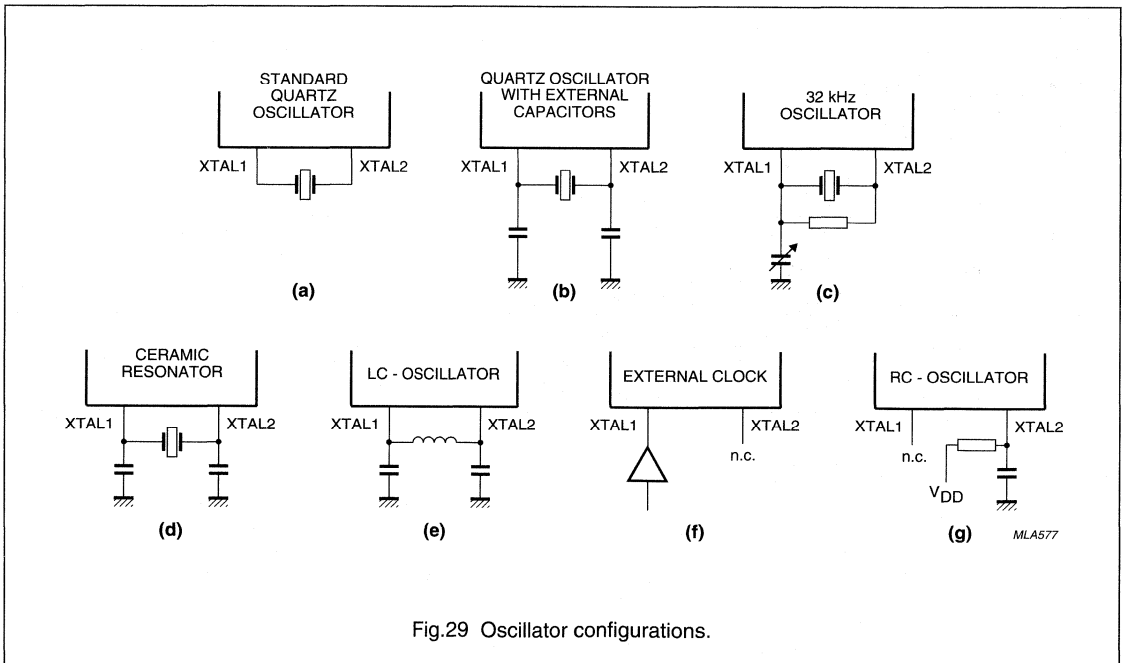 STANDARD
QUARTZ
OSCILLATOR
XTAL1
XTAL2
(a)
QUARTZ OSCILLATOR
WITH EXTERNAL
CAPACITORS
XTAL1
XTAL2
(b)
32 kHz
OSCILLATOR
XTAL1
XTAL2
(c)
CERAMIC
RESONATOR
XTAL1
XTAL2
(d)
LC - OSCILLATOR
XTAL1
XTAL2
(e)
EXTERNAL CLOCK
XTAL1
XTAL2
n.c.
(f)
RC - OSCILLATOR
XTAL1
XTAL2
n.c.
VDD
(g)
MLA577
Fig.29 Oscillator configurations.